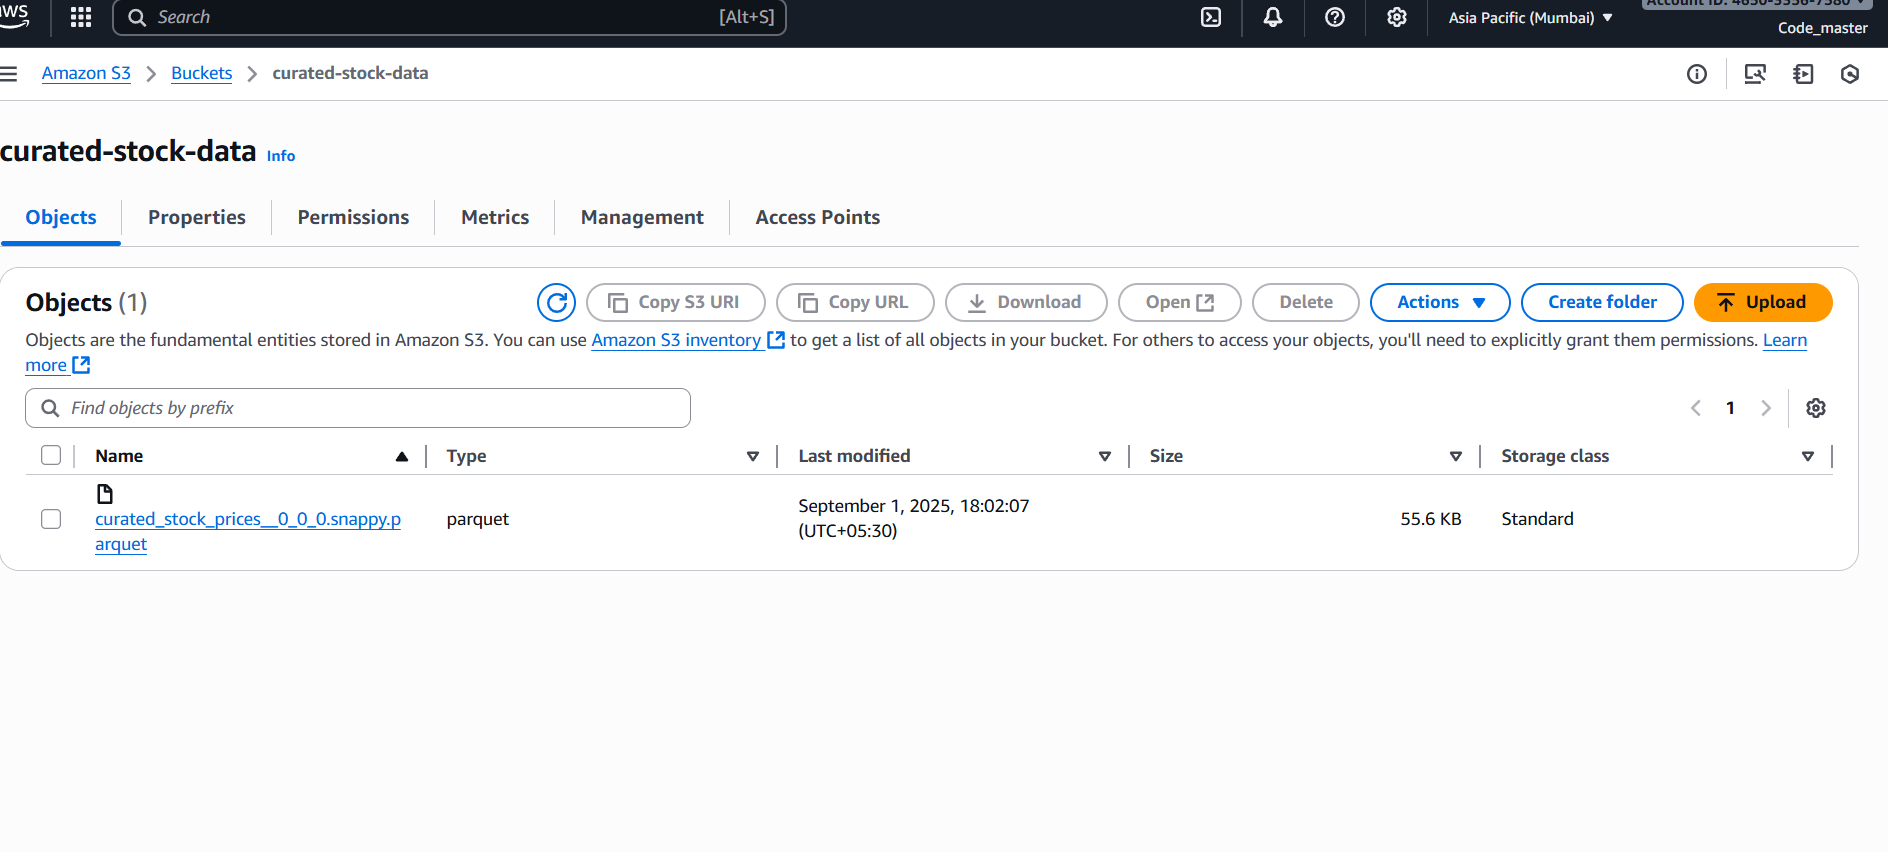 aws
Search [Alt+S]
Asia Pacific (Mumbai)
Code_master
Amazon S3 > Buckets > curated-stock-data
curated-stock-data Info
Objects Properties Permissions Metrics Management Access Points
Objects (1)
Copy S3 URI Copy URL Download Open Delete Actions Create folder Upload
Objects are the fundamental entities stored in Amazon S3. You can use Amazon S3 inventory to get a list of all objects in your bucket. For others to access your objects, you'll need to explicitly grant them permissions. Learn
more
Find objects by prefix
1
Name Type Last modified Size Storage class
curated_stock_prices__0_0_0.snappy.p
arquet
parquet
September 1, 2025, 18:02:07
(UTC+05:30)
55.6 KB
Standard